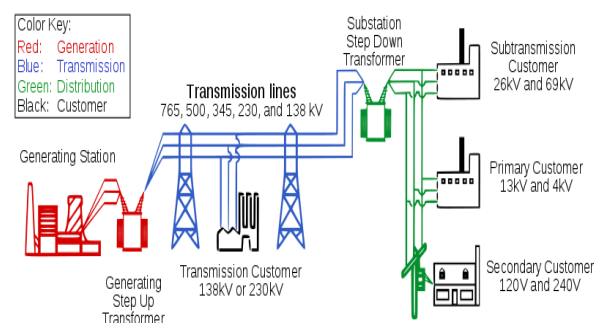 Color Key:
Red: Generation
Blue: Transmission
Green: Distribution
Black: Customer
Substation
Step Down
Transformer
Subtransmission
Customer
26kV and 69kV
Transmission lines
765, 500, 345, 230, and 138 kV
Generating Station
Primary Customer
13kV and 4kV
Transmission Customer
138kV or 230kV
Secondary Customer
120V and 240V
Generating
Step Up
Transformer